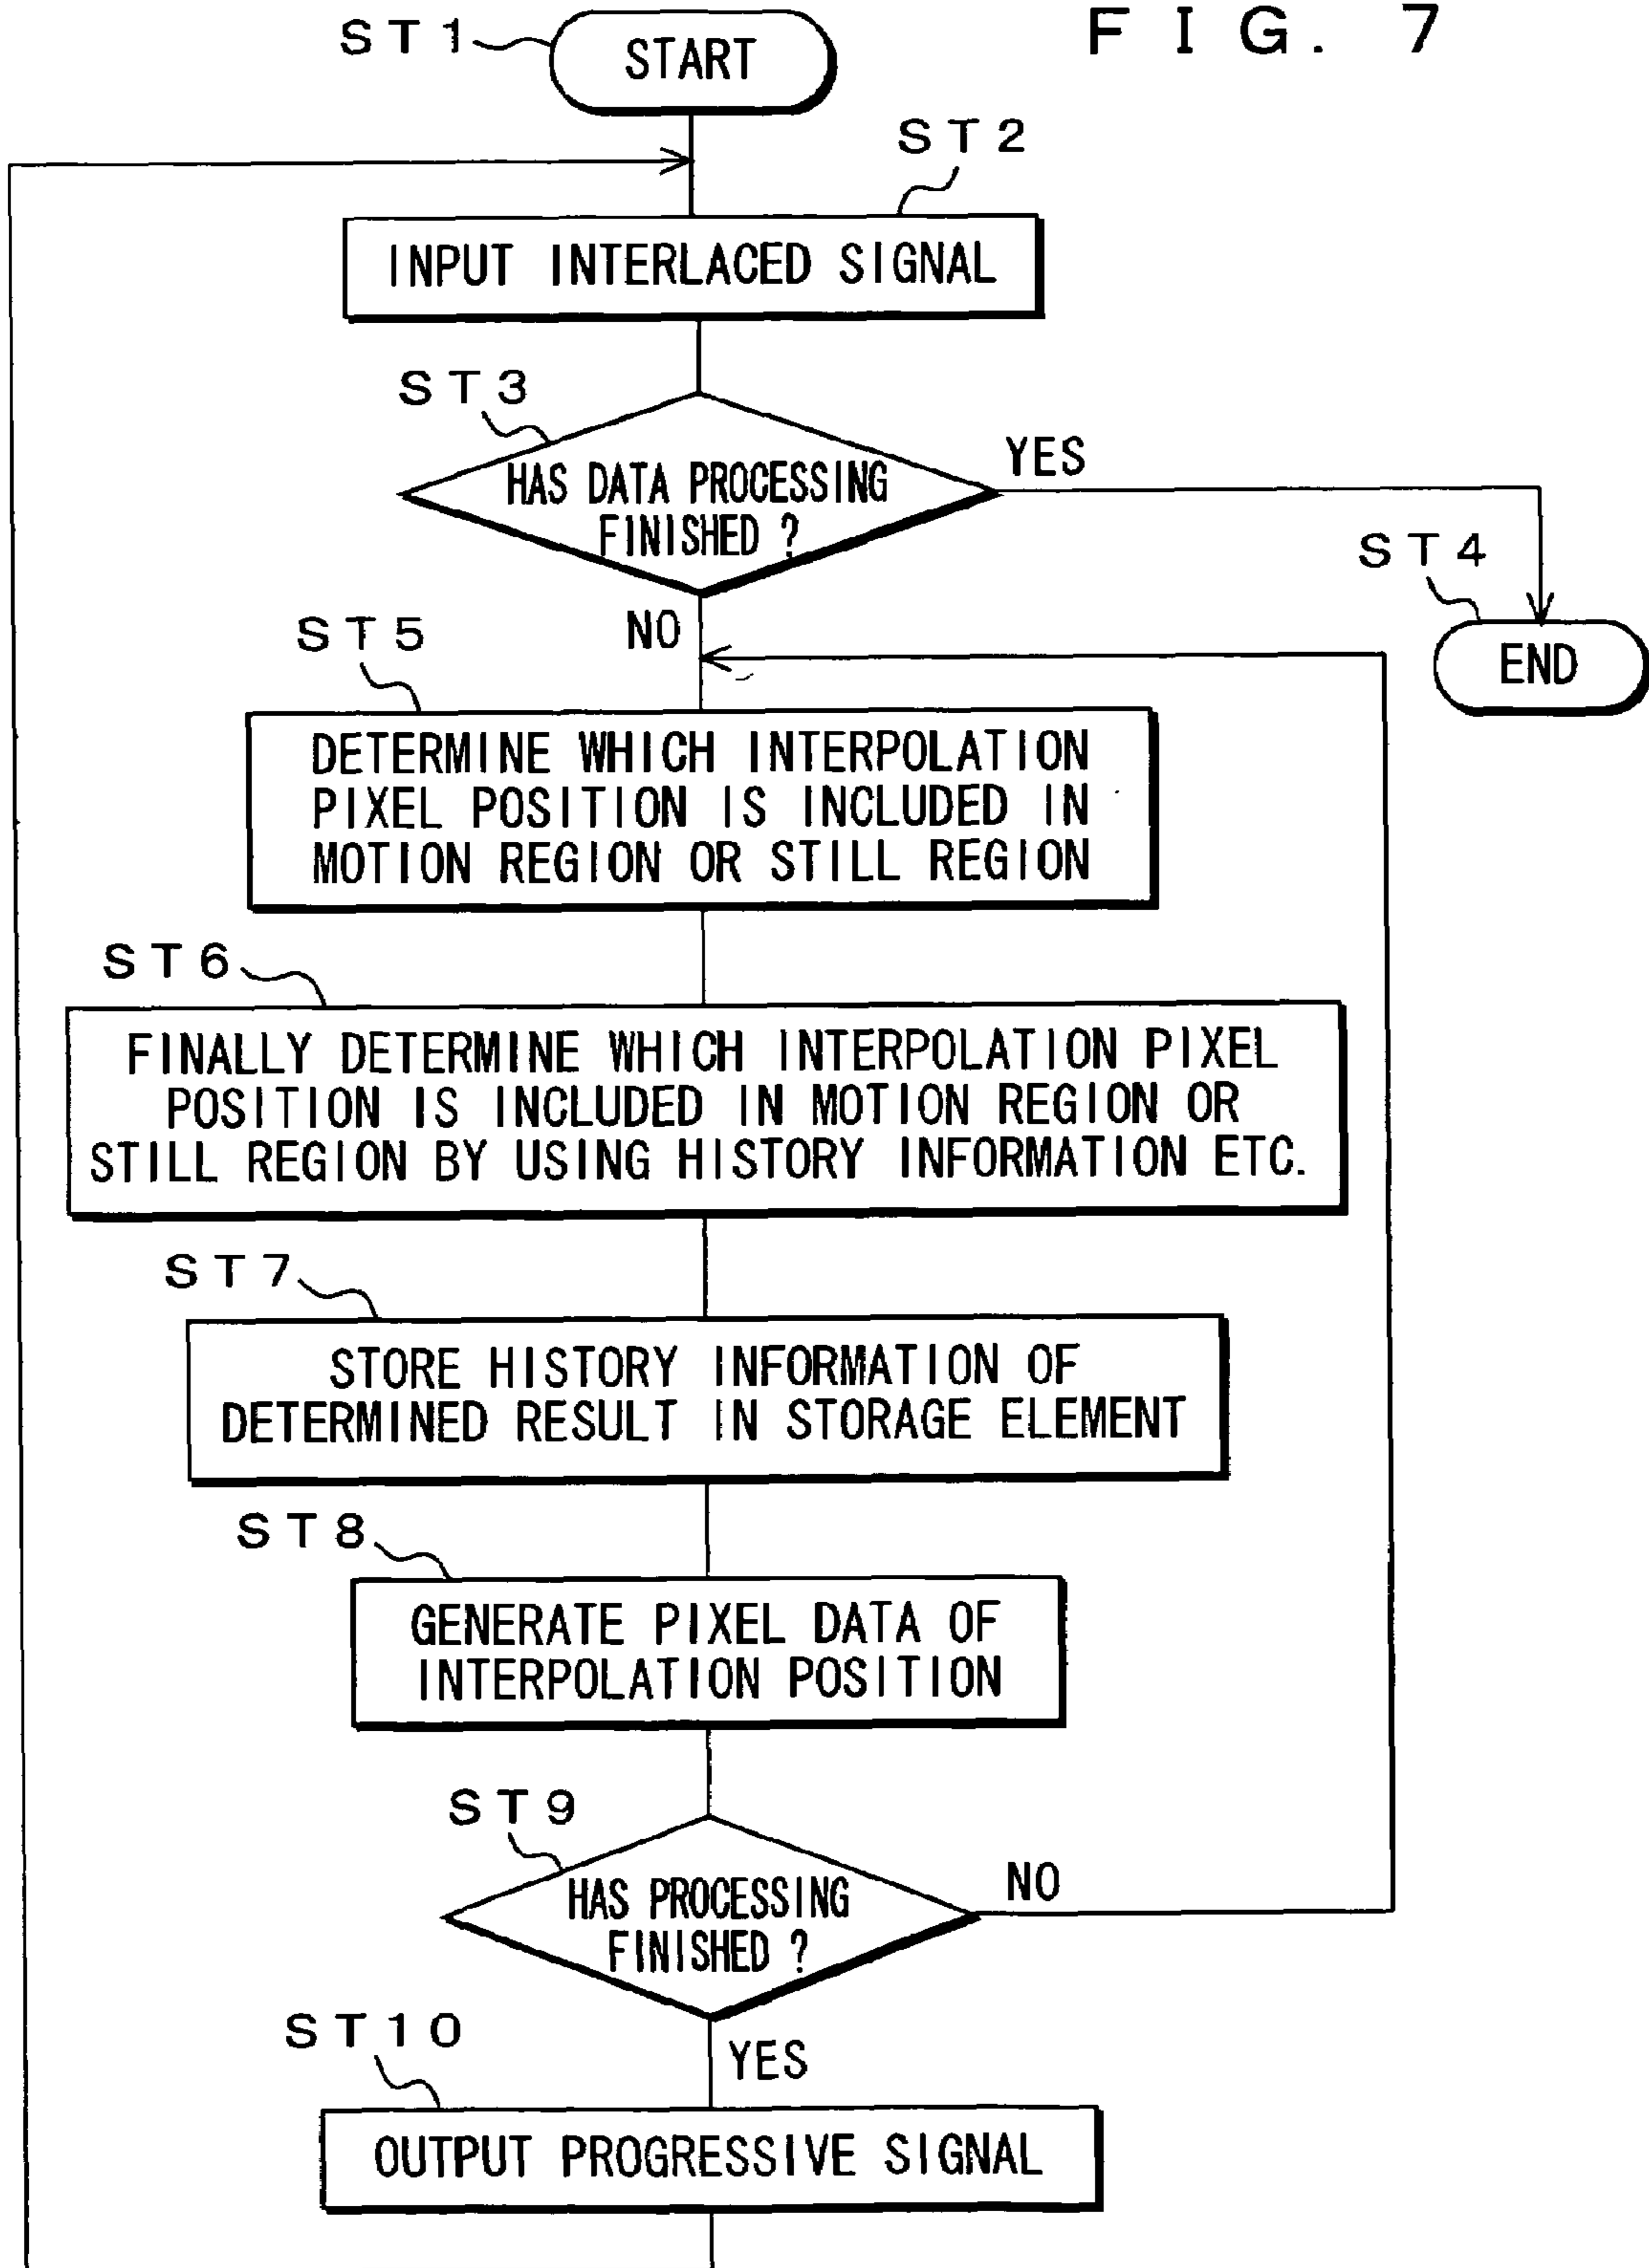 FIG. 7
ST1
START
ST2
INPUT INTERLACED SIGNAL
ST3
HAS DATA PROCESSING
FINISHED ?
YES
ST4
END
NO
ST5
DETERMINE WHICH INTERPOLATION
PIXEL POSITION IS INCLUDED IN
MOTION REGION OR STILL REGION
ST6
FINALLY DETERMINE WHICH INTERPOLATION PIXEL
POSITION IS INCLUDED IN MOTION REGION OR
STILL REGION BY USING HISTORY INFORMATION ETC.
ST7
STORE HISTORY INFORMATION OF
DETERMINED RESULT IN STORAGE ELEMENT
ST8
GENERATE PIXEL DATA OF
INTERPOLATION POSITION
ST9
HAS PROCESSING
FINISHED ?
NO
YES
ST10
OUTPUT PROGRESSIVE SIGNAL